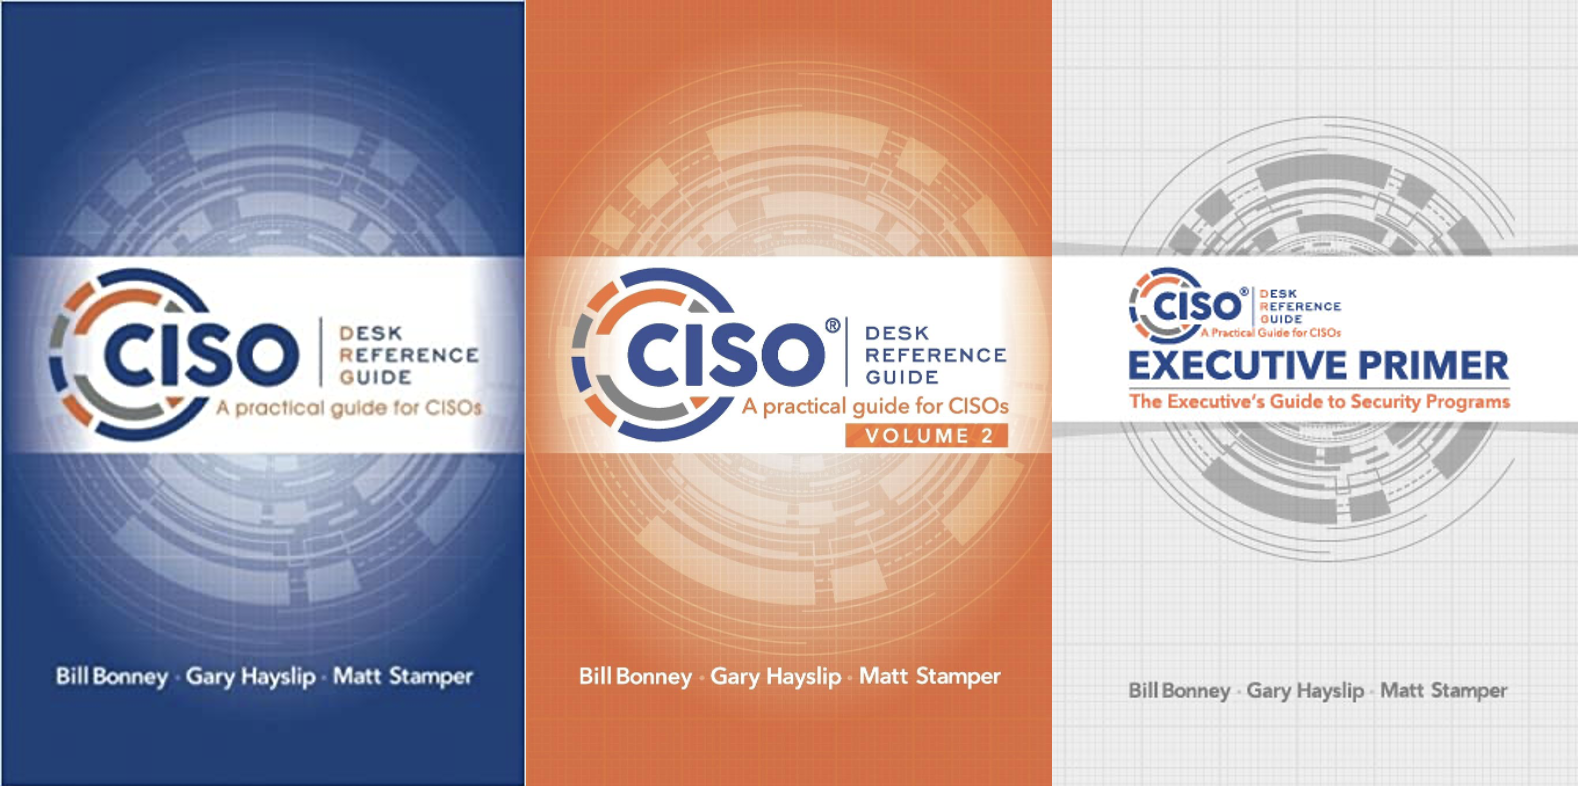 CISO
DESK
REFERENCE
GUIDE
A practical guide for CISOs
Bill Bonney · Gary Hayslip · Matt Stamper
CISO®
DESK
REFERENCE
GUIDE
A practical guide for CISOs
VOLUME 2
Bill Bonney · Gary Hayslip · Matt Stamper
CISO®
DESK
REFERENCE
GUIDE
A Practical Guide for CISOs
EXECUTIVE PRIMER
The Executive's Guide to Security Programs
Bill Bonney · Gary Hayslip · Matt Stamper